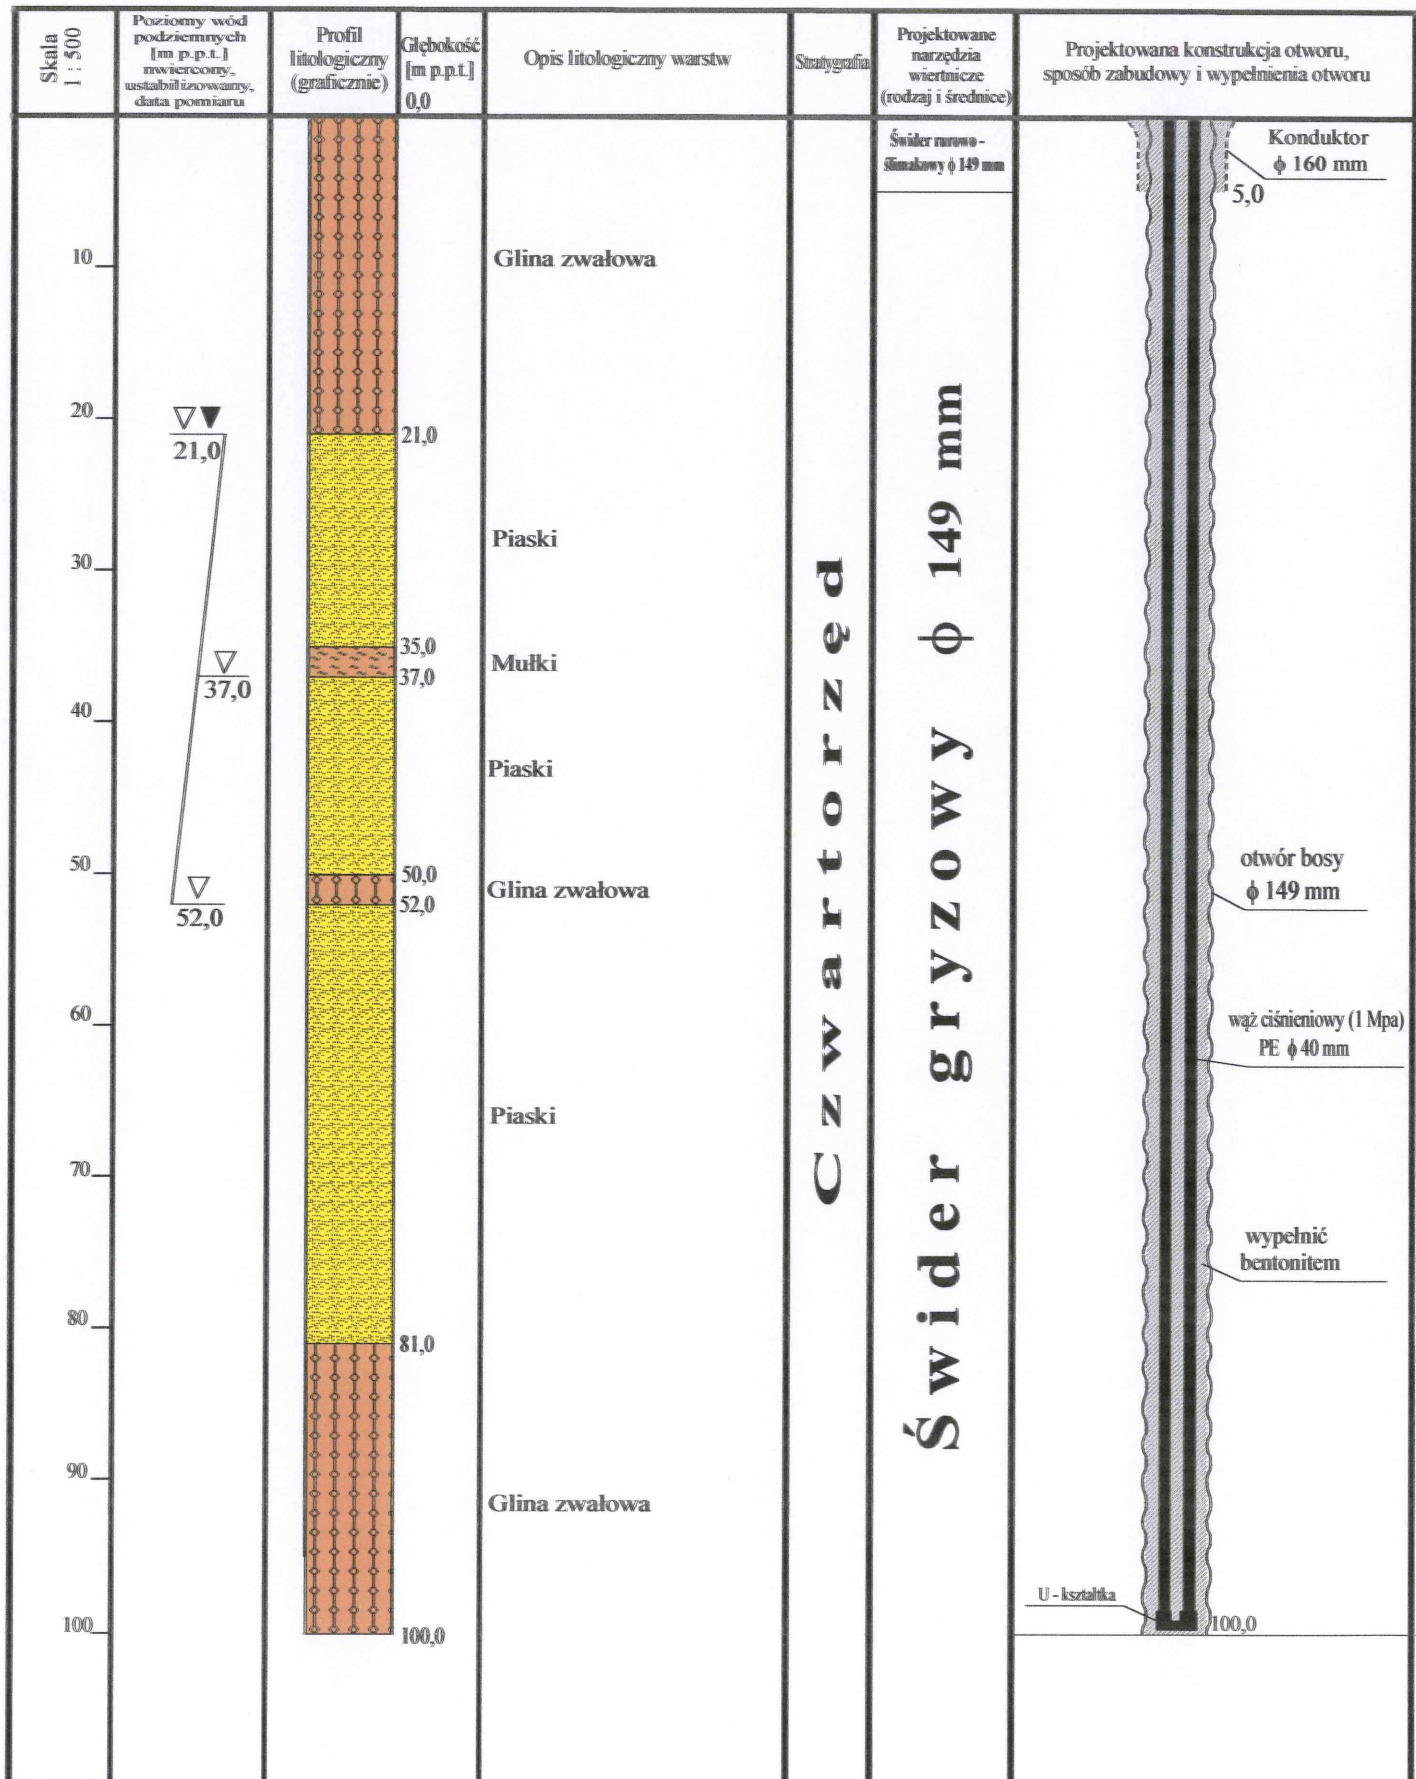 Skala
1 : 500
Poziomy wód
podziemnych
[m p.p.t.]
nawiercony,
ustabilizowany,
data pomiaru
Profil
litologiczny
(graficznie)
Głębokość
[m p.p.t.]
0,0
Opis litologiczny warstw
Stratygrafia
Projektowane
narzędzia
wiertnicze
(rodzaj i średnice)
Projektowana konstrukcja otworu,
sposób zabudowy i wypełnienia otworu
Świder rurowo -
ślimakowy ϕ 149 mm
Konduktor
ϕ 160 mm
5,0
10
Glina zwałowa
20
21,0
21,0
Piaski
30
35,0
Mułki
37,0
37,0
40
Piaski
50
50,0
Glina zwałowa
52,0
52,0
otwór bosy
ϕ 149 mm
60
wąż ciśnieniowy (1 Mpa)
PE ϕ 40 mm
Piaski
70
wypełnić
bentonitem
80
81,0
90
Glina zwałowa
U - kształtka
100
100,0
100,0
Czwartorzęd
Świder gryzowy ϕ 149 mm